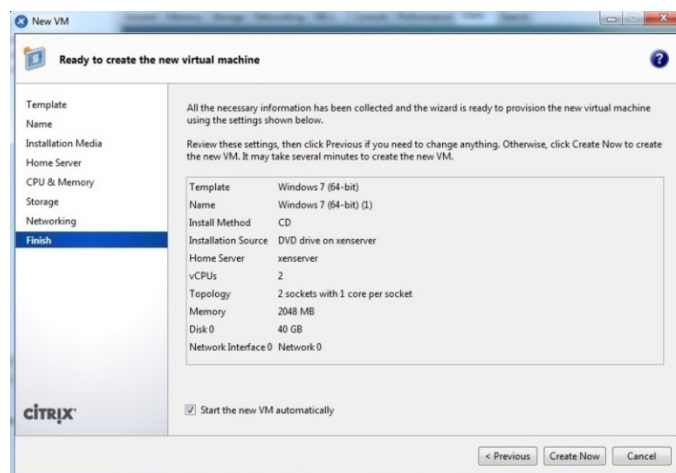 New VM
Ready to create the new virtual machine
Template
Name
Installation Media
Home Server
CPU & Memory
Storage
Networking
Finish
All the necessary information has been collected and the wizard is ready to provision the new virtual machine
using the settings shown below.
Review these settings, then click Previous if you need to change anything. Otherwise, click Create Now to create
the new VM. It may take several minutes to create the new VM.
Template Windows 7 (64-bit)
Name Windows 7 (64-bit) (1)
Install Method CD
Installation Source DVD drive on xenserver
Home Server xenserver
vCPUs 2
Topology 2 sockets with 1 core per socket
Memory 2048 MB
Disk 0 40 GB
Network Interface 0 Network 0
CITRIX
Start the new VM automatically
< Previous Create Now Cancel